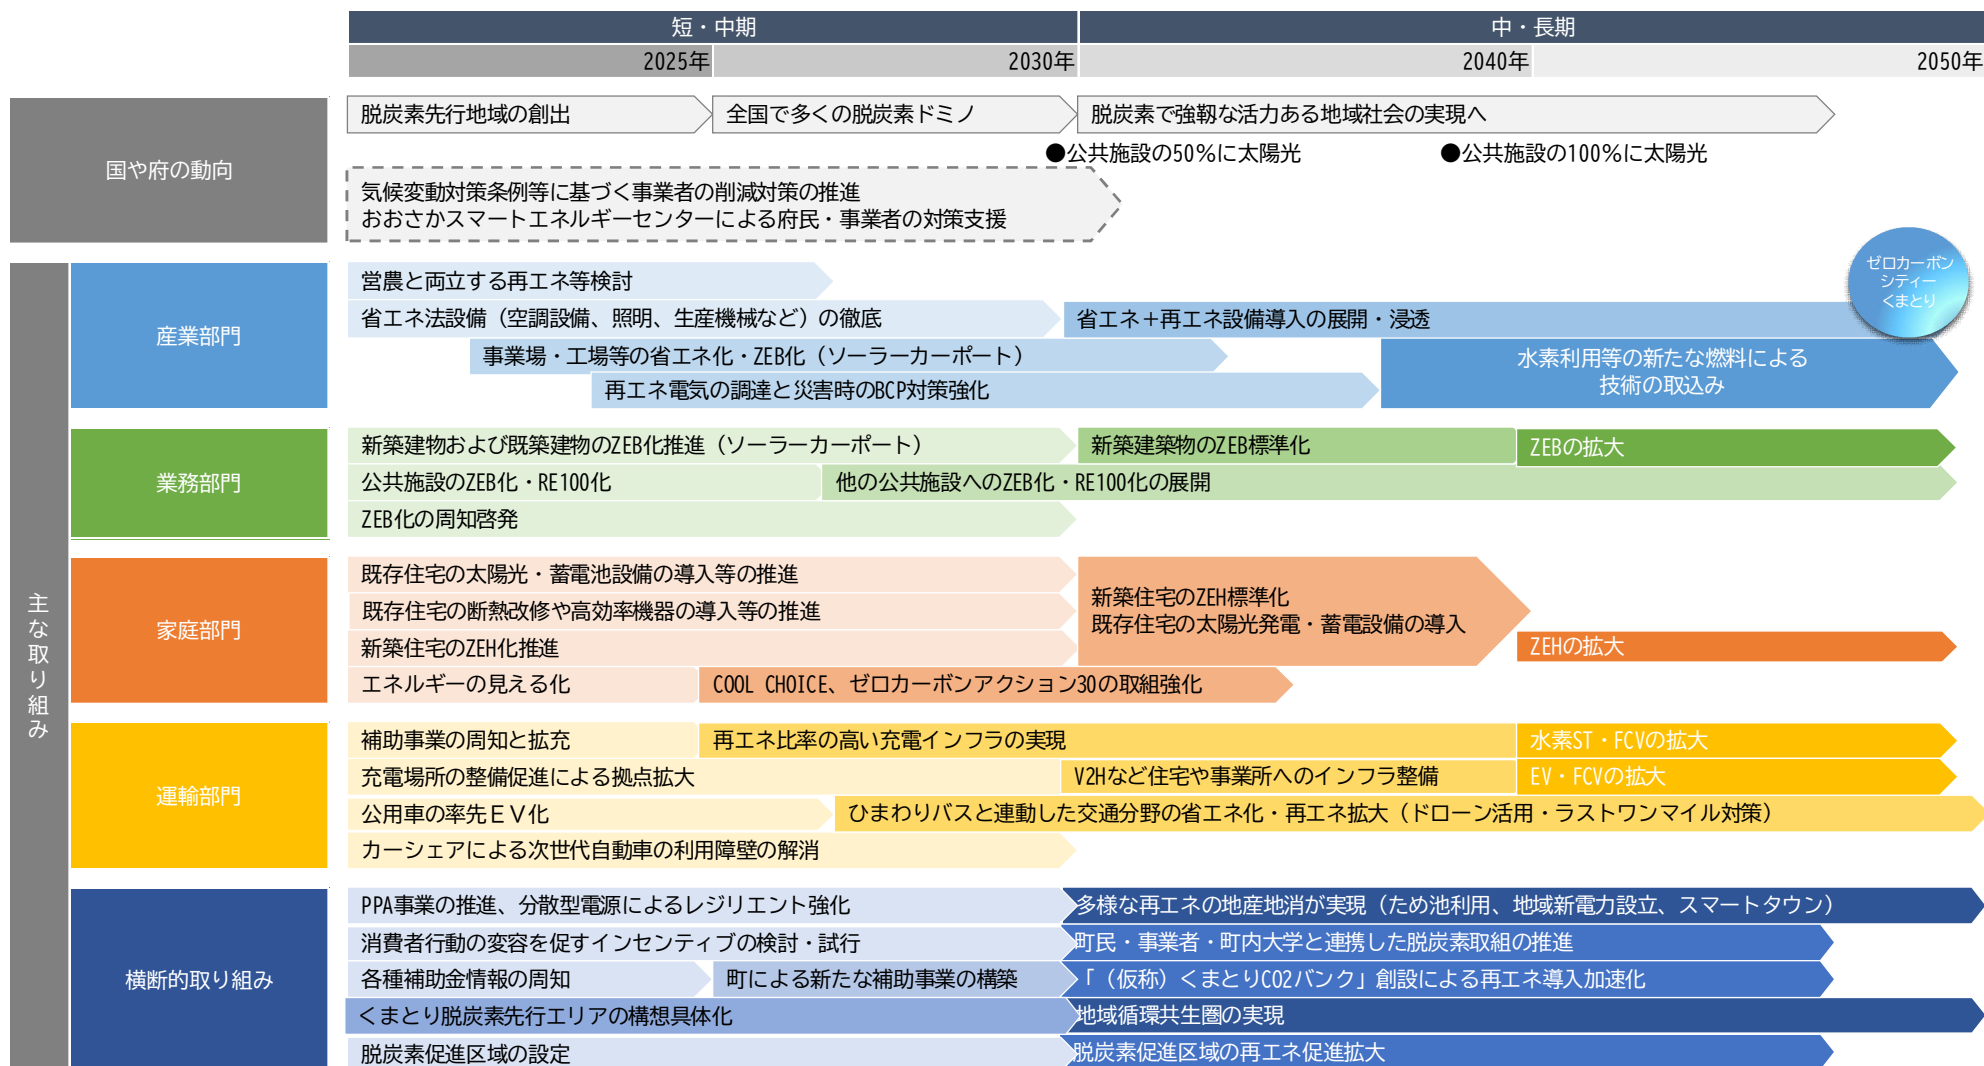 短・中期
中・長期
2025年
2030年
2040年
2050年
国や府の動向
脱炭素先行地域の創出
全国で多くの脱炭素ドミノ
脱炭素で強靱な活力ある地域社会の実現へ
●公共施設の50%に太陽光
●公共施設の100%に太陽光
気候変動対策条例等に基づく事業者の削減対策の推進
おおさかスマートエネルギーセンターによる府民・事業者の対策支援
ゼロカーボン
シティー
くまとり
主な取り組み
産業部門
営農と両立する再エネ等検討
省エネ法設備（空調設備、照明、生産機械など）の徹底
省エネ＋再エネ設備導入の展開・浸透
事業場・工場等の省エネ化・ZEB化（ソーラーカーポート）
再エネ電気の調達と災害時のBCP対策強化
水素利用等の新たな燃料による
技術の取込み
業務部門
新築建物および既築建物のZEB化推進（ソーラーカーポート）
新築建築物のZEB標準化
ZEBの拡大
公共施設のZEB化・RE100化
他の公共施設へのZEB化・RE100化の展開
ZEB化の周知啓発
家庭部門
既存住宅の太陽光・蓄電池設備の導入等の推進
既存住宅の断熱改修や高効率機器の導入等の推進
新築住宅のZEH化推進
新築住宅のZEH標準化
既存住宅の太陽光発電・蓄電設備の導入
ZEHの拡大
エネルギーの見える化
COOL CHOICE、ゼロカーボンアクション30の取組強化
運輸部門
補助事業の周知と拡充
再エネ比率の高い充電インフラの実現
水素ST・FCVの拡大
充電場所の整備促進による拠点拡大
V2Hなど住宅や事業所へのインフラ整備
EV・FCVの拡大
公用車の率先ＥＶ化
ひまわりバスと連動した交通分野の省エネ化・再エネ拡大（ドローン活用・ラストワンマイル対策）
カーシェアによる次世代自動車の利用障壁の解消
横断的取り組み
PPA事業の推進、分散型電源によるレジリエント強化
多様な再エネの地産地消が実現（ため池利用、地域新電力設立、スマートタウン）
消費者行動の変容を促すインセンティブの検討・試行
町民・事業者・町内大学と連携した脱炭素取組の推進
各種補助金情報の周知
町による新たな補助事業の構築
「（仮称）くまとりCO2バンク」創設による再エネ導入加速化
くまとり脱炭素先行エリアの構想具体化
地域循環共生圏の実現
脱炭素促進区域の設定
脱炭素促進区域の再エネ促進拡大